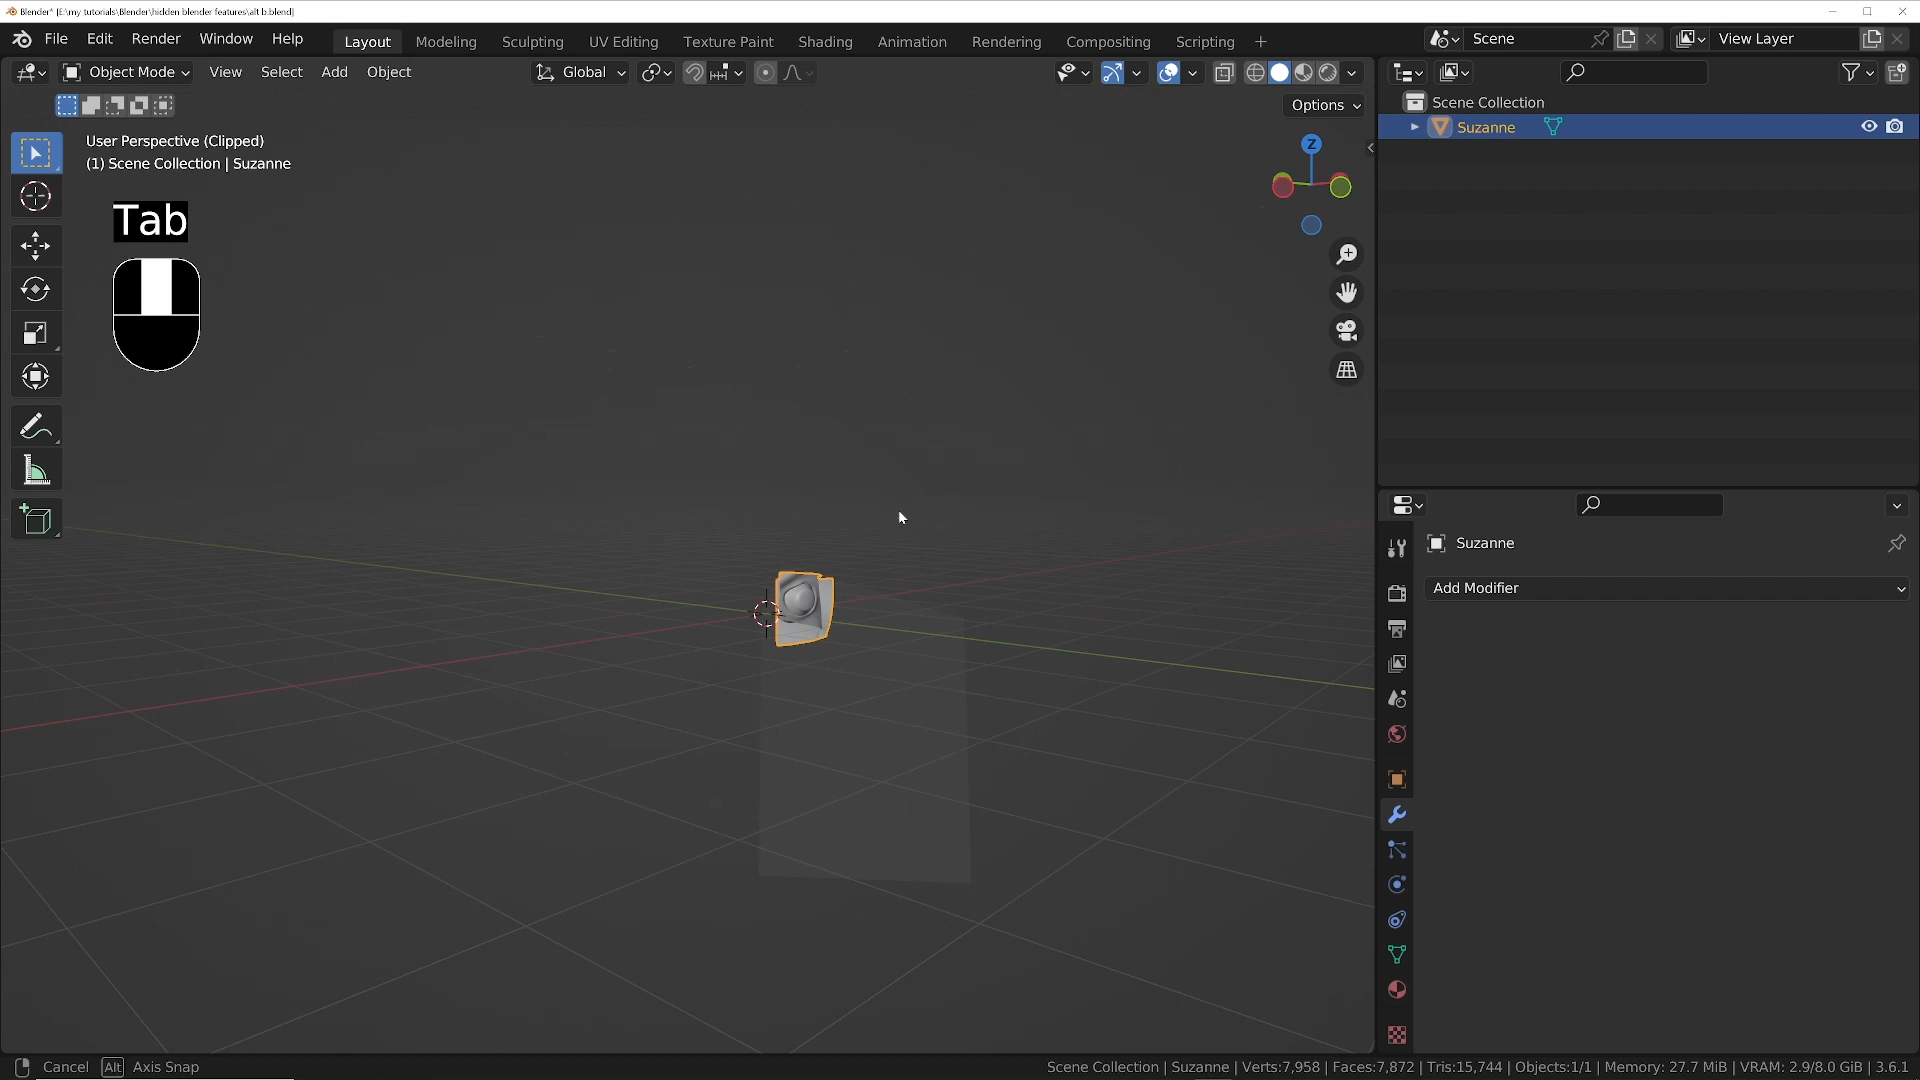 Blender* [E:\my tutorials\Blender\hidden blender features\alt b.blend]
File Edit Render Window Help Layout Modeling Sculpting UV Editing Texture Paint Shading Animation Rendering Compositing Scripting + Scene View Layer
Object Mode View Select Add Object Global
Options
User Perspective (Clipped)
(1) Scene Collection | Suzanne
Z
Tab
Scene Collection
Suzanne
Suzanne
Add Modifier
Cancel Alt Axis Snap
Scene Collection | Suzanne | Verts:7,958 | Faces:7,872 | Tris:15,744 | Objects:1/1 | Memory: 27.7 MiB | VRAM: 2.9/8.0 GiB | 3.6.1